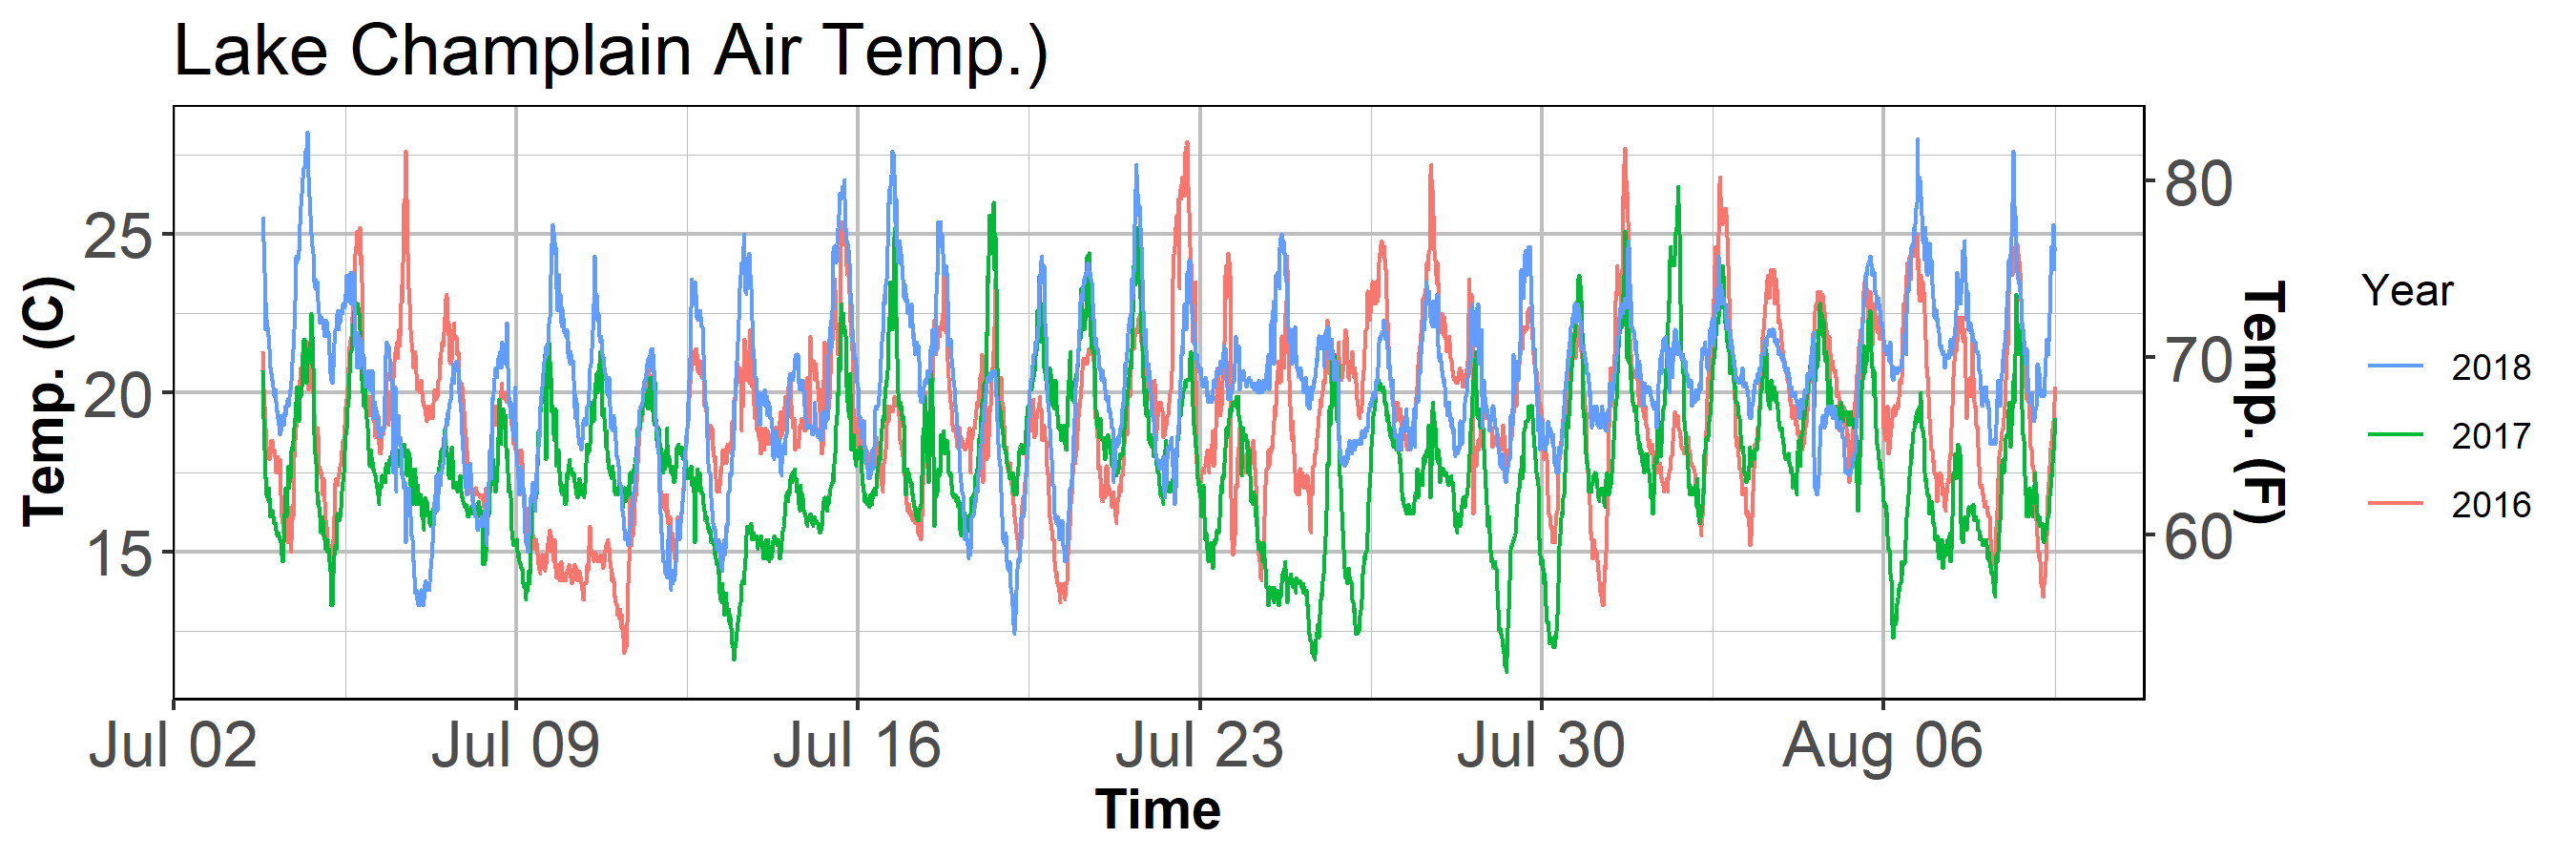 Lake Champlain Air Temp.)
Temp. (C)
25
20
15
80
70
60
Temp. (F)
Jul 02 Jul 09 Jul 16 Jul 23 Jul 30 Aug 06
Time
Year
2018
2017
2016